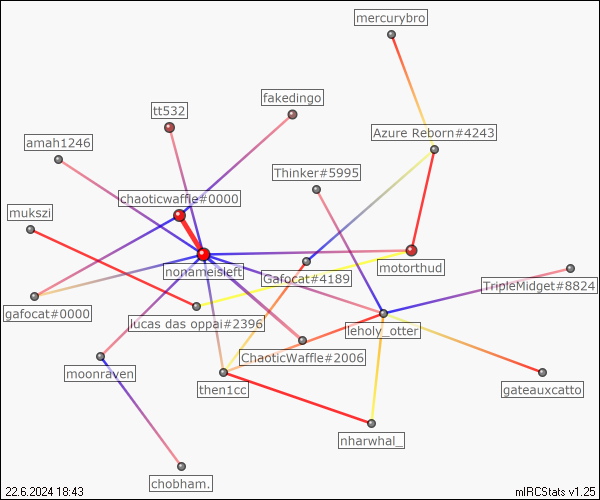 mercurybro
fakedingo
tt532
Azure Reborn#4243
amah1246
Thinker#5995
chaoticwaffle#0000
mukszi
nonameisleft
motorthud
Gafocat#4189
TripleMidget#8824
gafocat#0000
lucas das oppai#2396
leholy_otter
ChaoticWaffle#2006
moonraven
then1cc
gateauxcatto
nharwhal_
chobham.
22.6.2024 18:43
mIRCStats v1.25